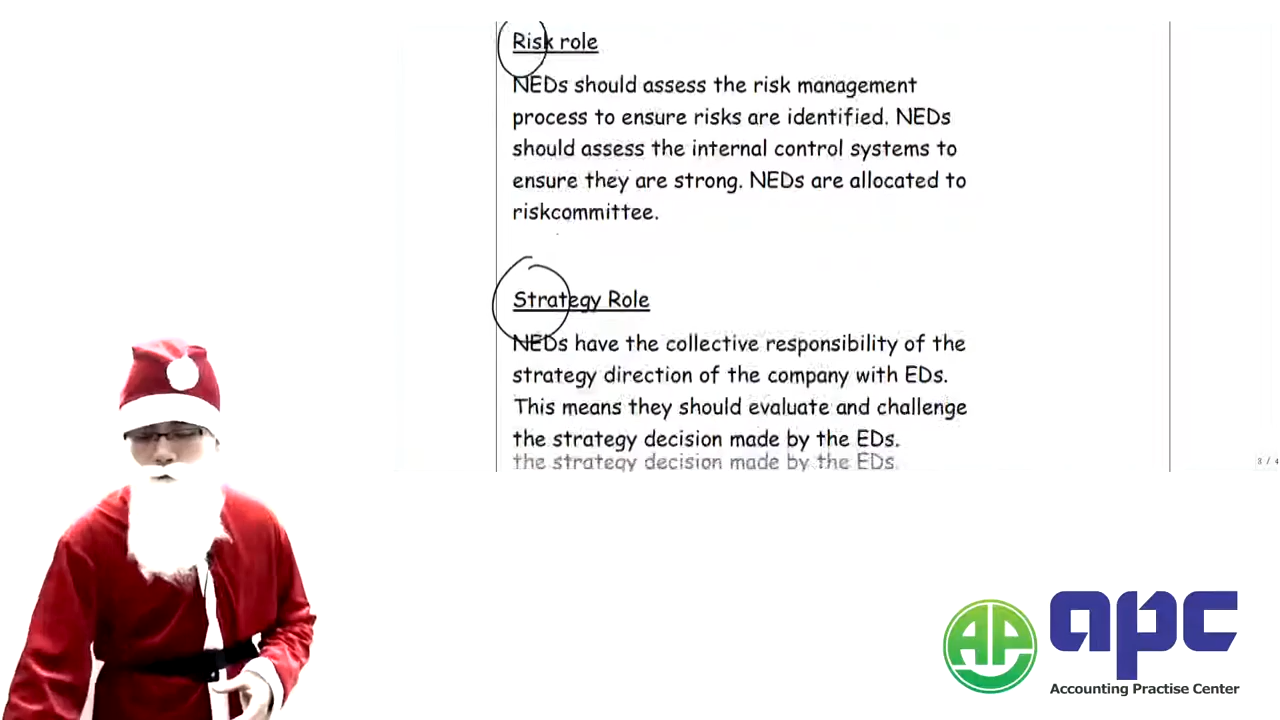 Risk role
NEDs should assess the risk management
process to ensure risks are identified. NEDs
should assess the internal control systems to
ensure they are strong. NEDs are allocated to
riskcommittee.
Strategy Role
NEDs have the collective responsibility of the
strategy direction of the company with EDs.
This means they should evaluate and challenge
the strategy decision made by the EDs.
the strategy decision made by the EDs.
3 / 4
AP
apc
Accounting Practise Center